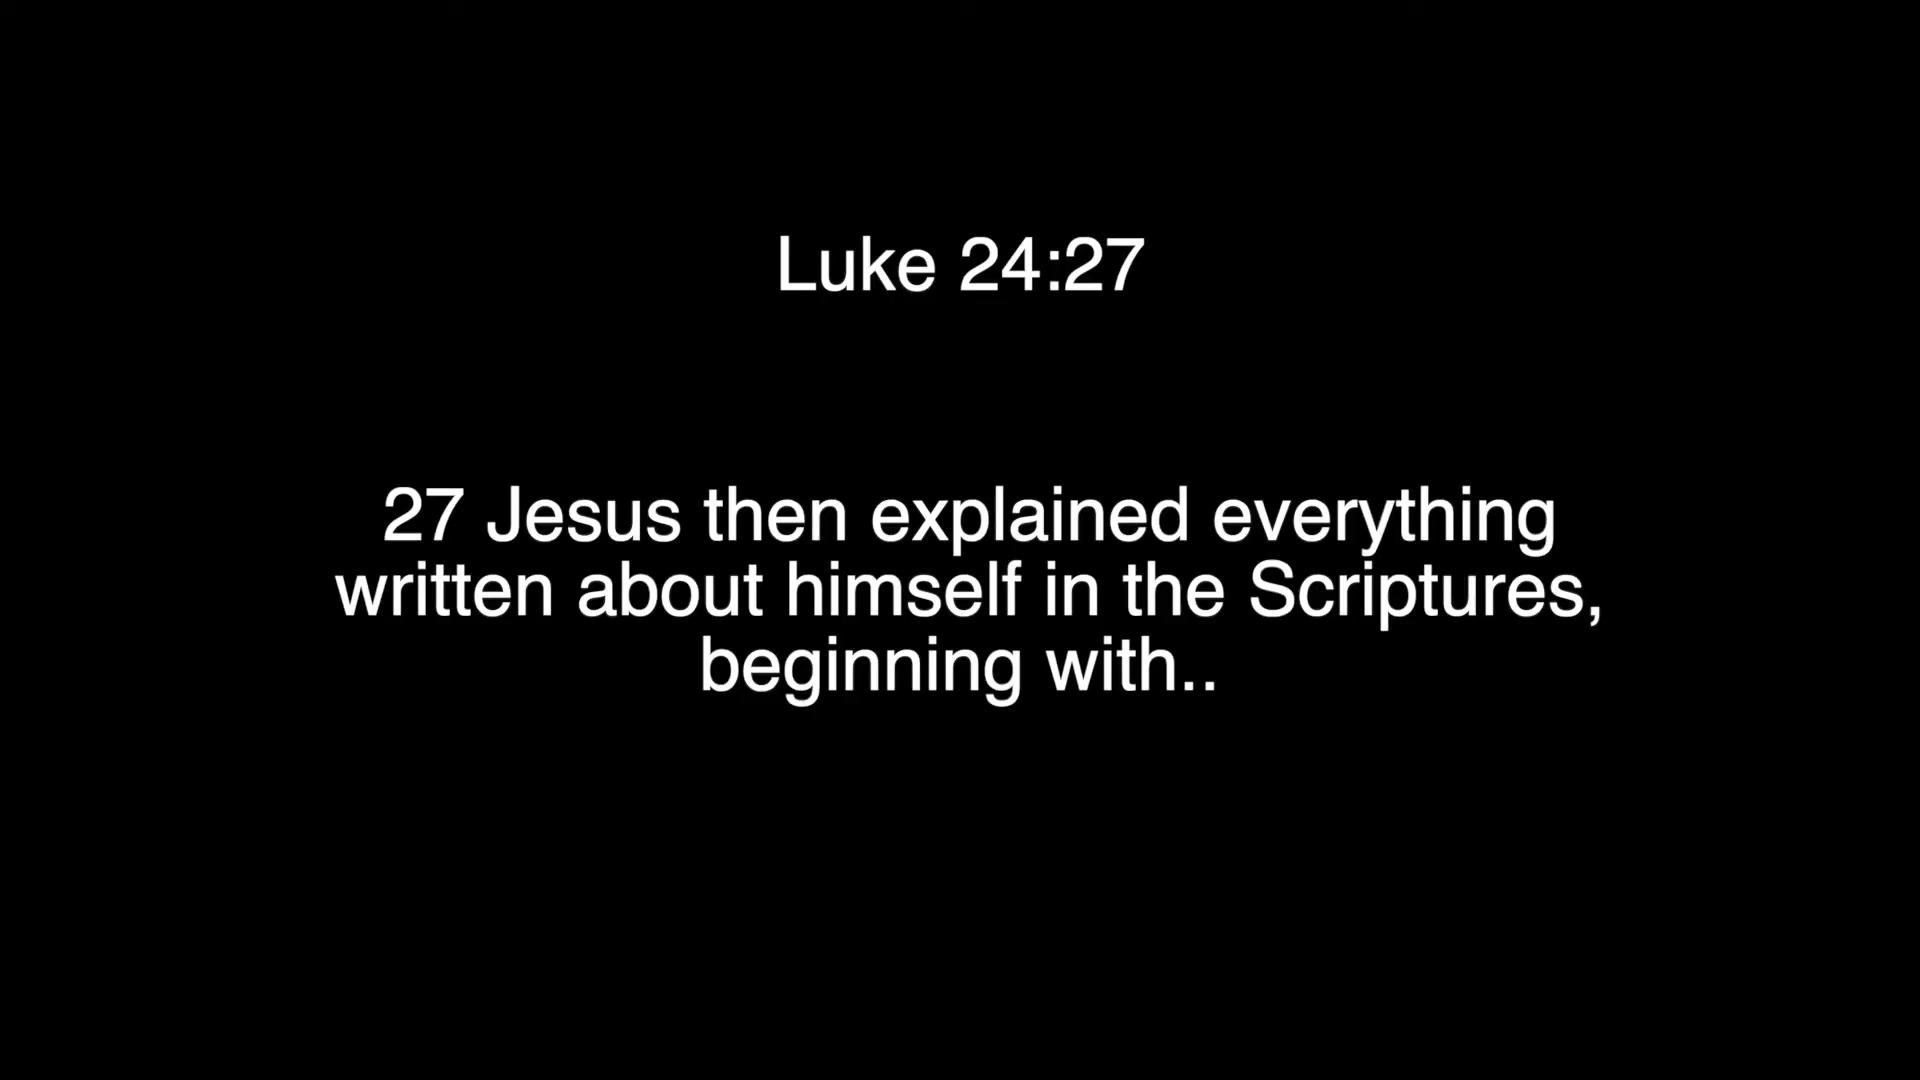 Luke 24:27
27 Jesus then explained everything
written about himself in the Scriptures,
beginning with..